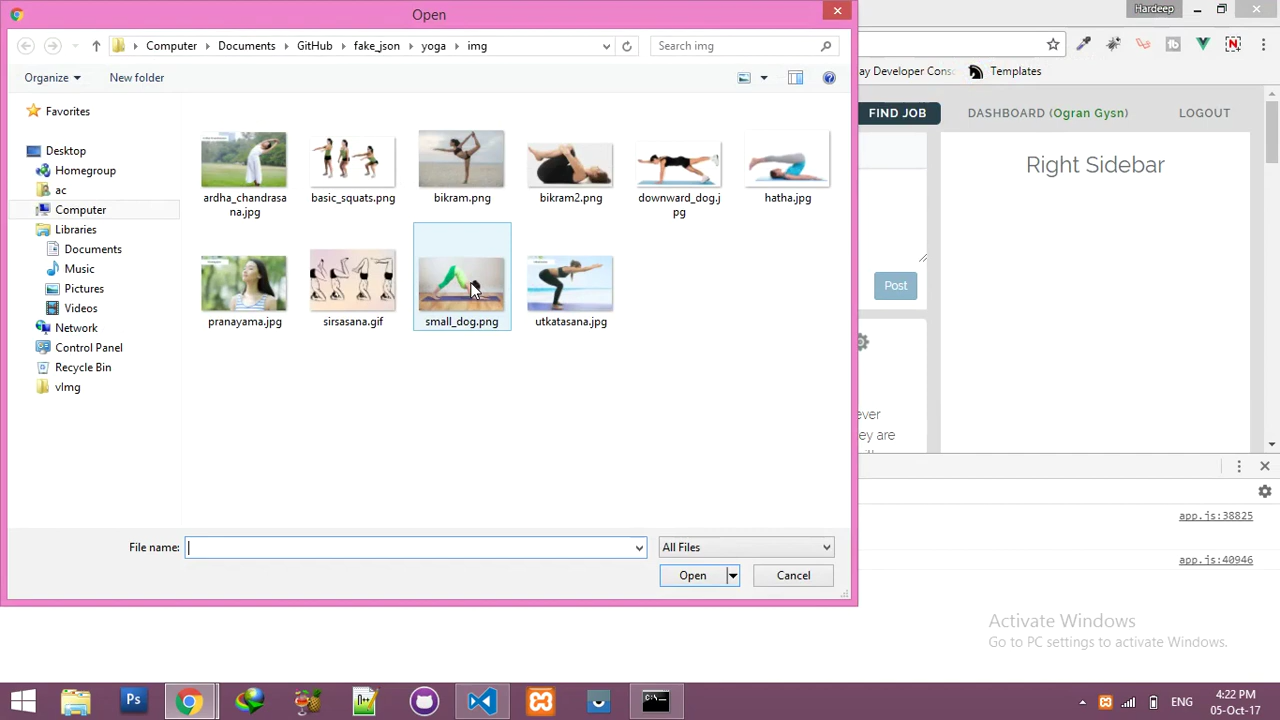 Open
Hardeep
Computer
Documents
GitHub
fake_json
yoga
img
Search img
Organize
New folder
Favorites
Desktop
Homegroup
ac
Computer
Libraries
Documents
Music
Pictures
Videos
Network
Control Panel
Recycle Bin
vImg
ardha_chandrasa
na.jpg
basic_squats.png
bikram.png
bikram2.png
downward_dog.j
pg
hatha.jpg
pranayama.jpg
sirsasana.gif
small_dog.png
utkatasana.jpg
File name:
All Files
Open
Cancel
ay Developer Cons
Templates
FIND JOB
DASHBOARD (Ogran Gysn)
LOGOUT
Right Sidebar
Post
ever
ey are
app.js:38825
app.js:40946
Activate Windows
Go to PC settings to activate Windows.
Ps
ENG
4:22 PM
05-Oct-17